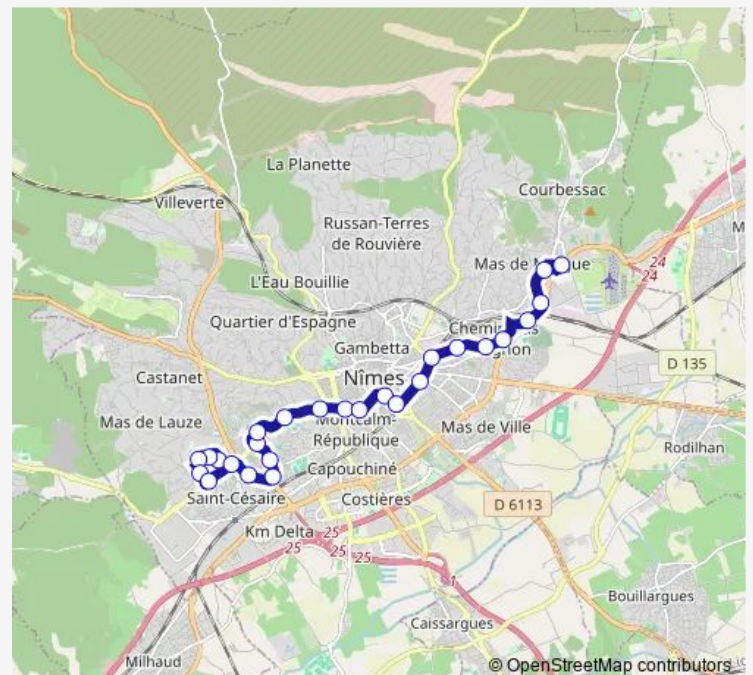 La Planette
Courbessac
Villeverte
Russan-Terres
de Rouvière
Mas de
24
24
L'Eau Bouillie
Quartier d'Espagne
Gambetta
D 135
Castanet
Nîmes
Mas de Lauze
Montcalm-
République
Mas de Ville
Rodilhan
Capouchiné
Saint-Césaire
Costières
D 6113
Km Delta
25
25
25
25
1
Bouillargues
Caissargues
Milhaud
© OpenStreetMap contributors